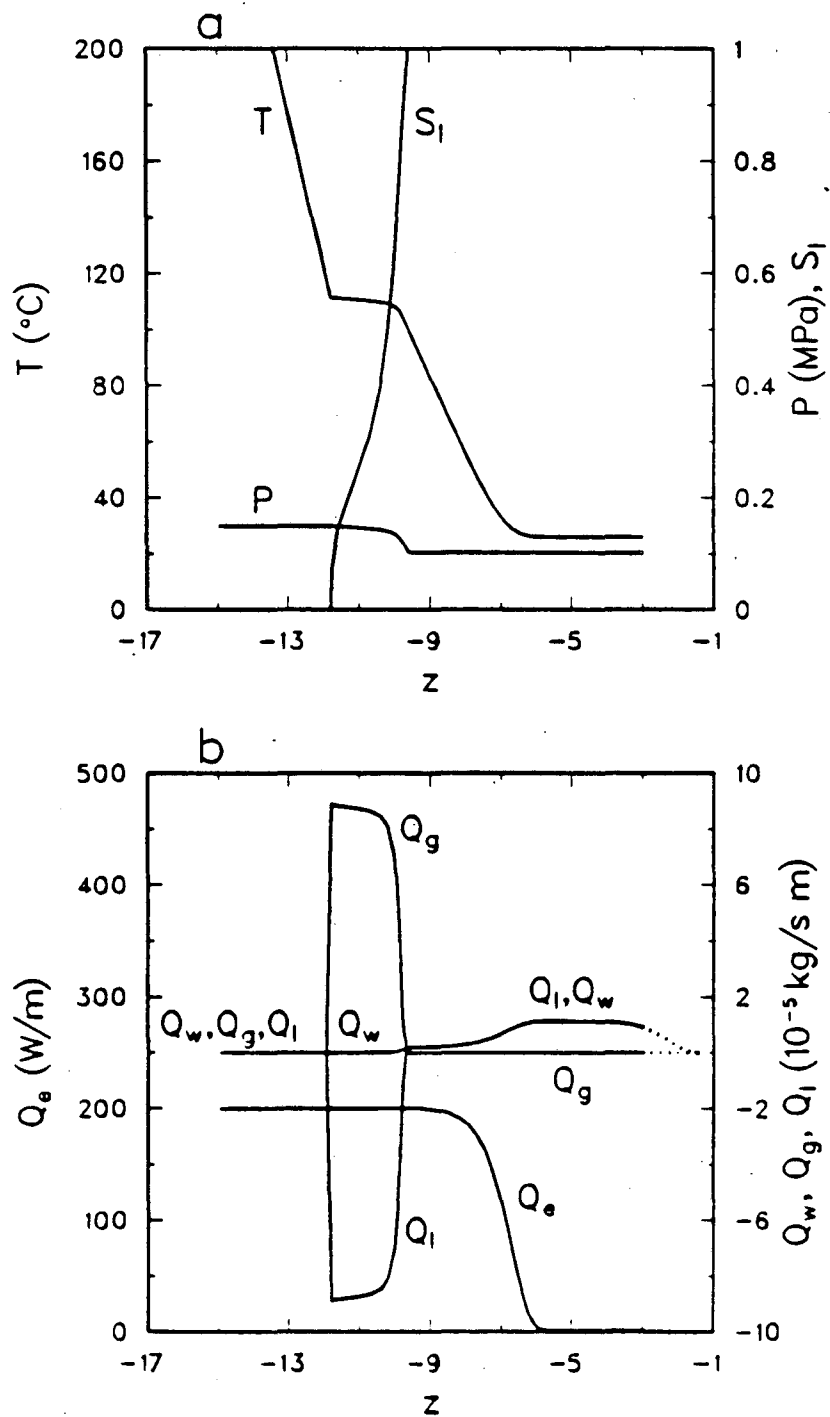 a
200
160
120
80
40
0
T (°C)
T
S_l
P
1
0.8
0.6
0.4
0.2
0
P (MPa), S_l
-17
-13
-9
-5
-1
z
b
500
400
300
200
100
0
Q_e (W/m)
Q_g
Q_w, Q_g, Q_l
Q_w
Q_l, Q_w
Q_g
Q_e
Q_l
10
6
2
-2
-6
-10
Q_w, Q_g, Q_l (10^-5 kg/s m)
-17
-13
-9
-5
-1
z